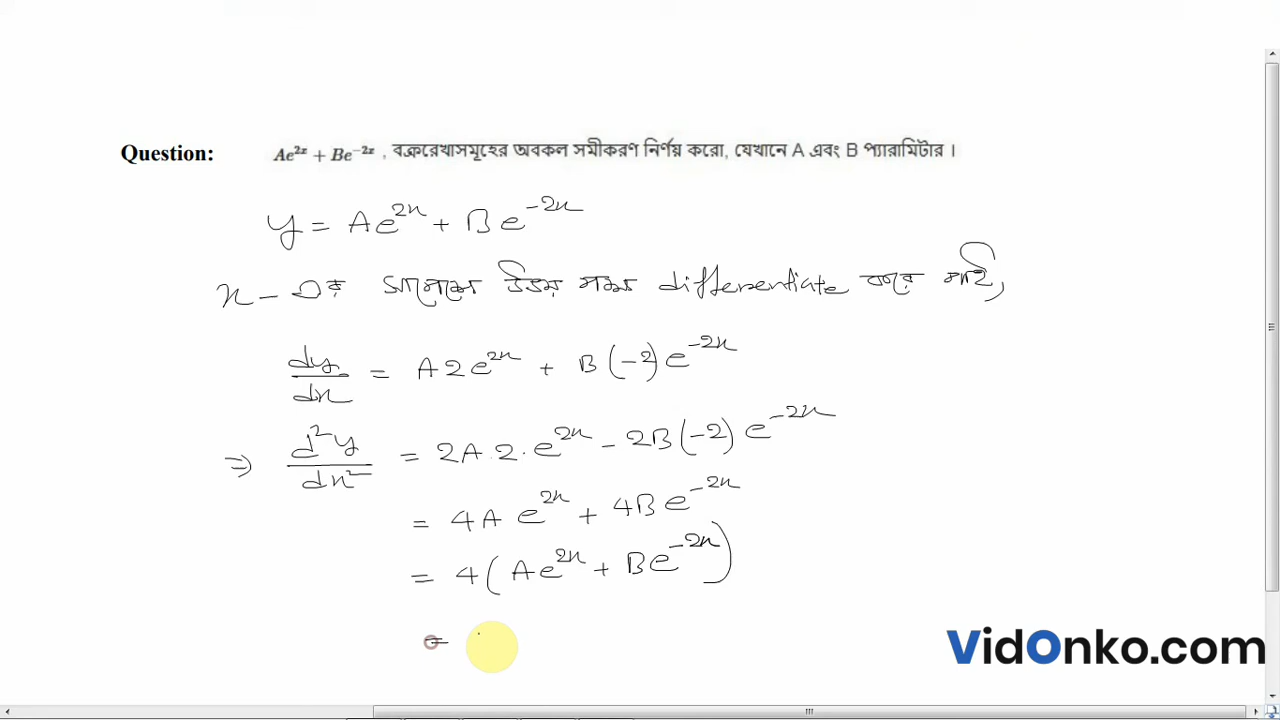 Question: Ae^{2x} + Be^{-2x} , বক্ররেখাসমূহের অবকল সমীকরণ নির্ণয় করো, যেখানে A এবং B প্যারামিটার ।
y = Ae^{2x} + Be^{-2x}
x - এর সাপেক্ষে উভয় পক্ষ differentiate করে পাই,
dy/dx = A2e^{2x} + B(-2)e^{-2x}
⇒ d²y/dx² = 2A.2.e^{2x} - 2B(-2)e^{-2x}
= 4Ae^{2x} + 4Be^{-2x}
= 4(Ae^{2x} + Be^{-2x})
=
VidOnko.com